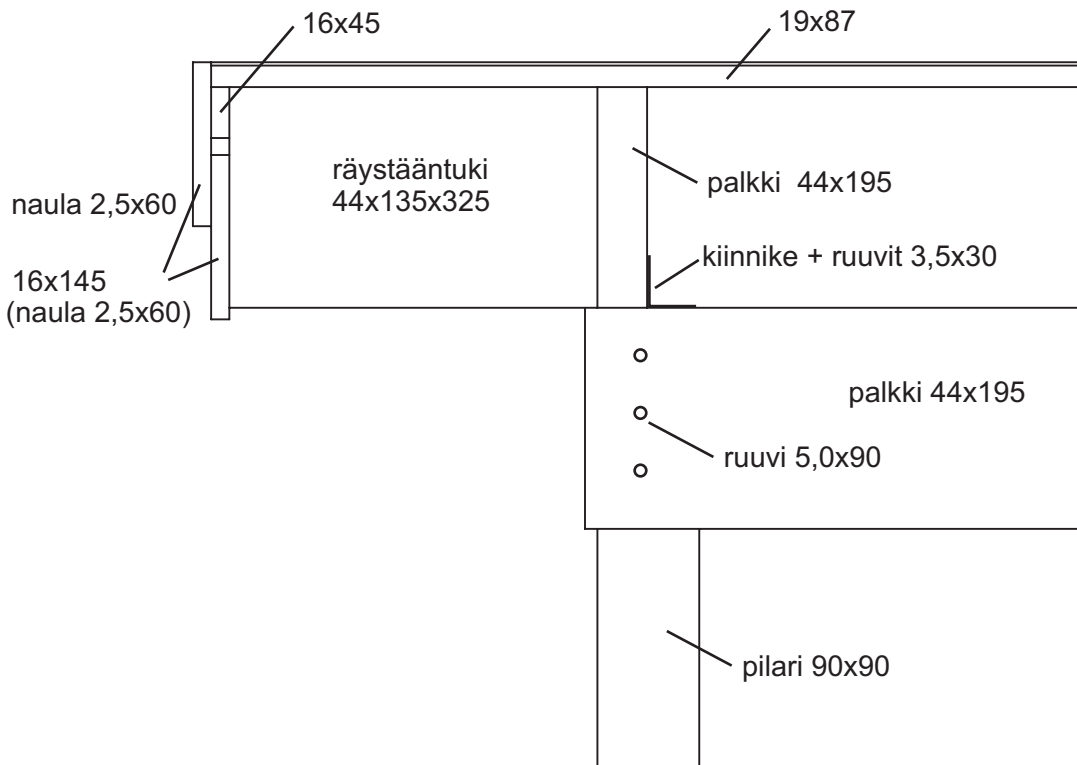 16x45
19x87
räystääntuki
44x135x325
palkki 44x195
naula 2,5x60
kiinnike + ruuvit 3,5x30
16x145
(naula 2,5x60)
palkki 44x195
ruuvi 5,0x90
pilari 90x90